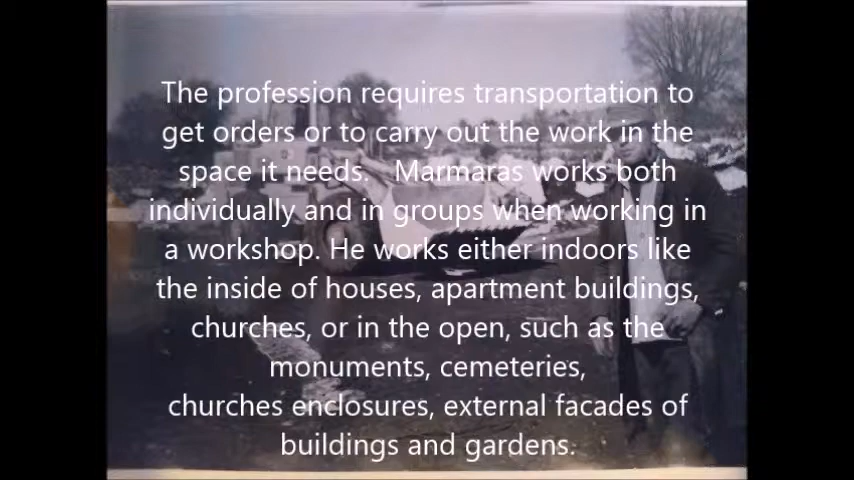 The profession requires transportation to
get orders or to carry out the work in the
space it needs.   Marmaras works both
individually and in groups when working in
a workshop. He works either indoors like
the inside of houses, apartment buildings,
churches, or in the open, such as the
monuments, cemeteries,
churches enclosures, external facades of
buildings and gardens.